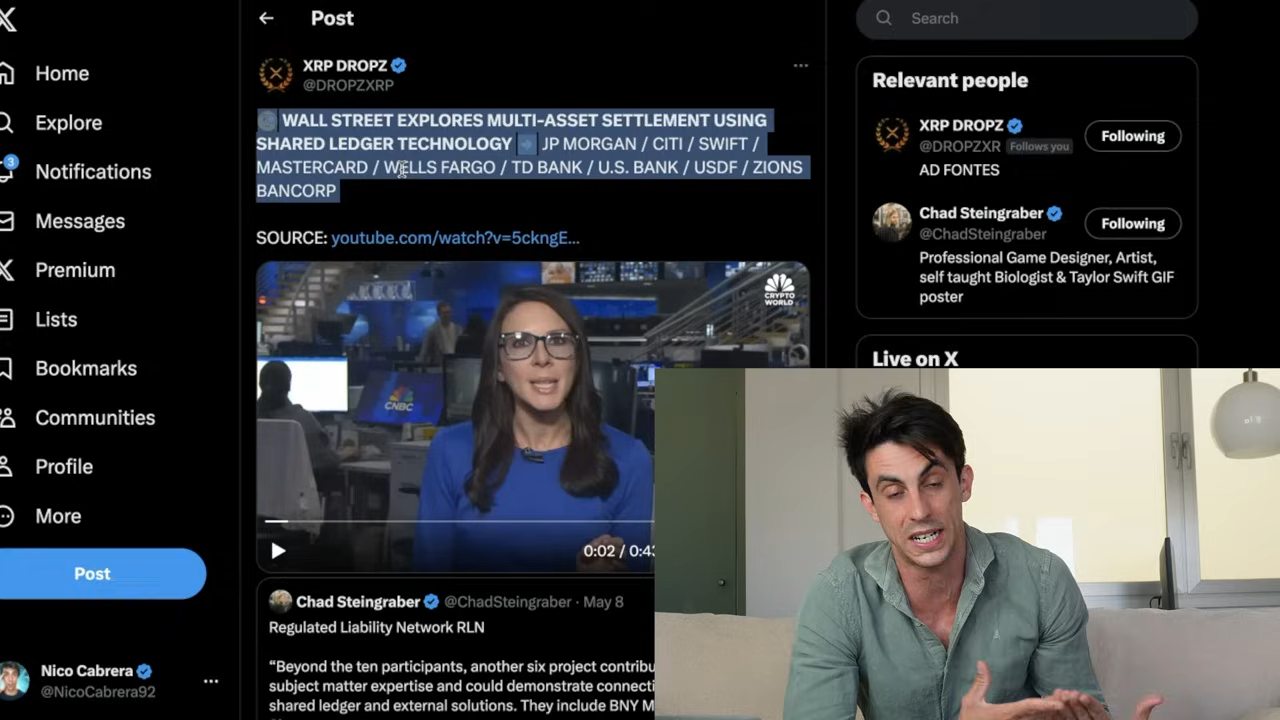 Home
Explore
3
Notifications
Messages
Premium
Lists
Bookmarks
Communities
Profile
More
Post
Nico Cabrera
@NicoCabrera92
Post
XRP DROPZ
@DROPZXRP
WALL STREET EXPLORES MULTI-ASSET SETTLEMENT USING
SHARED LEDGER TECHNOLOGY JP MORGAN / CITI / SWIFT /
MASTERCARD / WELLS FARGO / TD BANK / U.S. BANK / USDF / ZIONS
BANCORP
SOURCE: youtube.com/watch?v=5ckngE...
CRYPTO
WORLD
CNBC
0:02 / 0:43
Chad Steingraber @ChadSteingraber · May 8
Regulated Liability Network RLN
“Beyond the ten participants, another six project contribu
subject matter expertise and could demonstrate connecti
shared ledger and external solutions. They include BNY M
Search
Relevant people
XRP DROPZ
@DROPZXR Follows you
Following
AD FONTES
Chad Steingraber
@ChadSteingraber
Following
Professional Game Designer, Artist,
self taught Biologist & Taylor Swift GIF
poster
Live on X